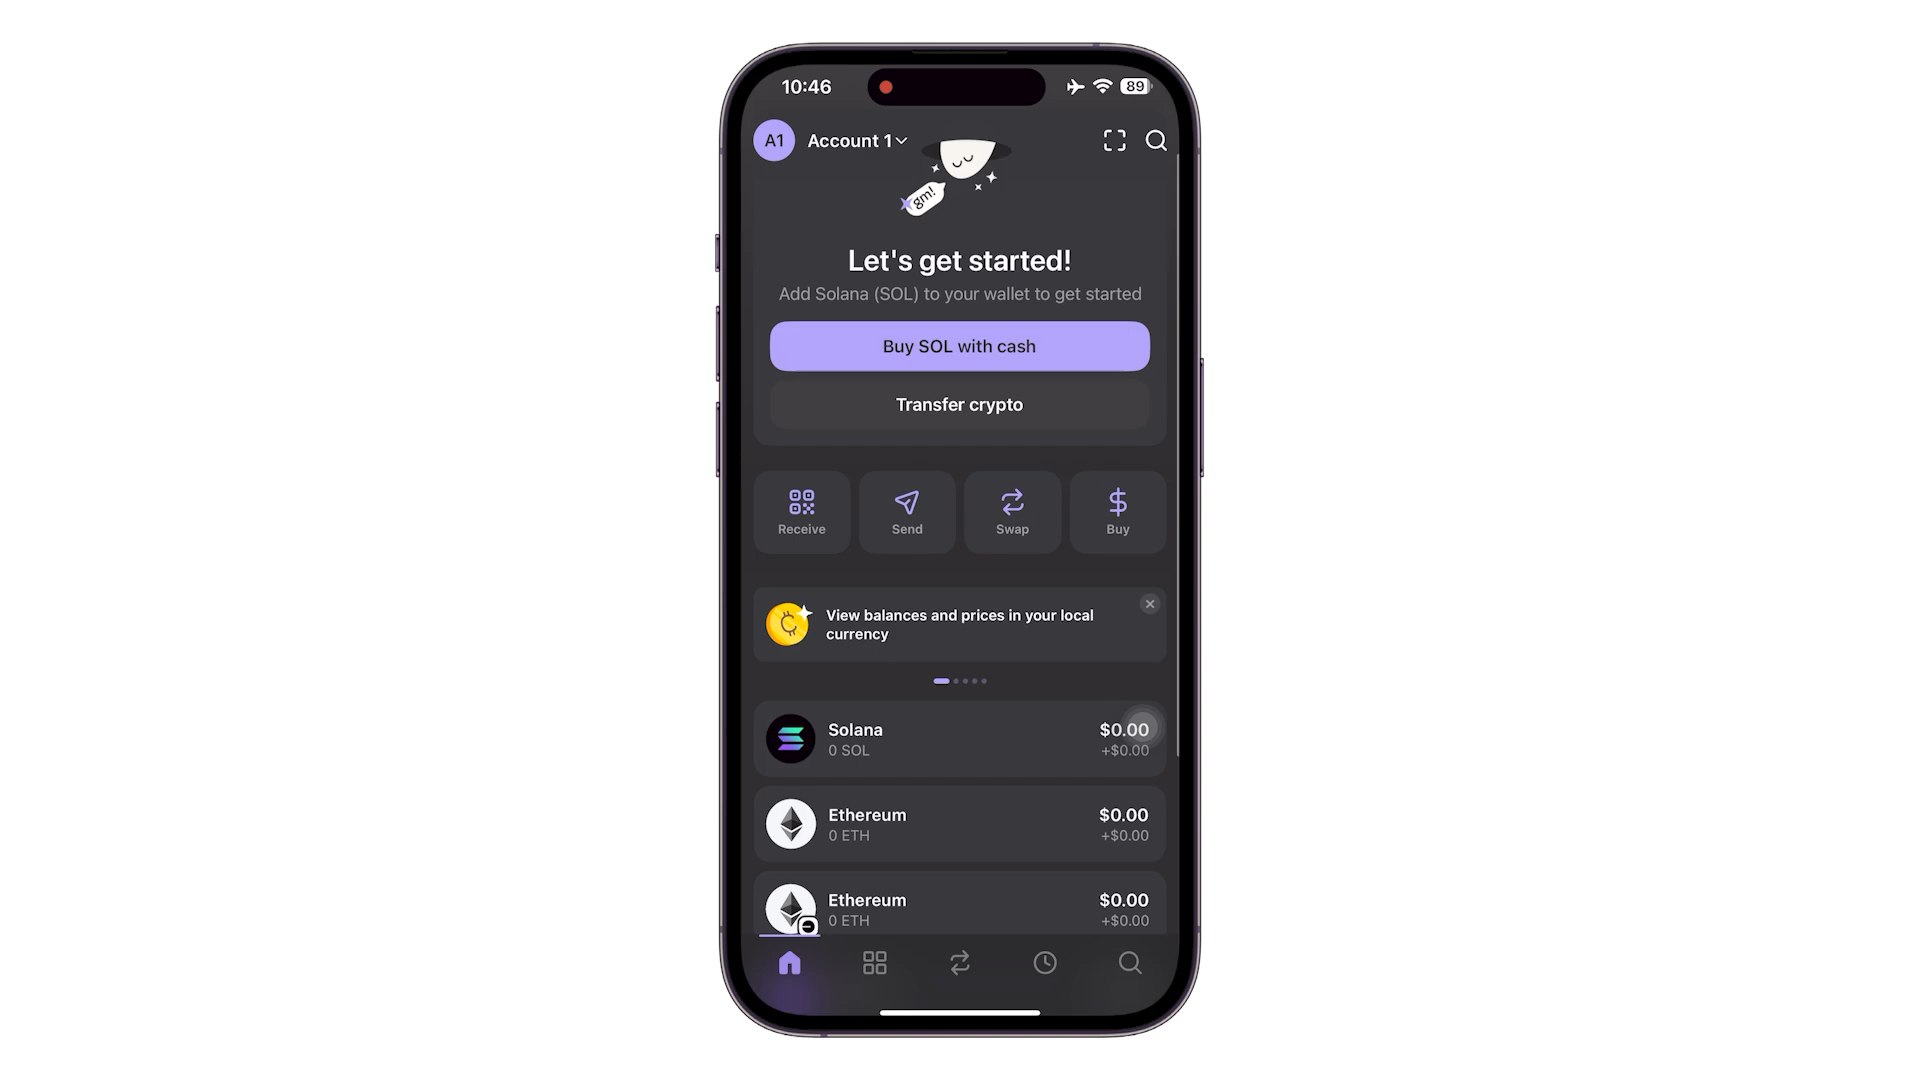 10:46
89
A1
Account 1
gm!
Let's get started!
Add Solana (SOL) to your wallet to get started
Buy SOL with cash
Transfer crypto
Receive
Send
Swap
Buy
View balances and prices in your local
currency
Solana
$0.00
0 SOL
+$0.00
Ethereum
$0.00
0 ETH
+$0.00
Ethereum
$0.00
0 ETH
+$0.00